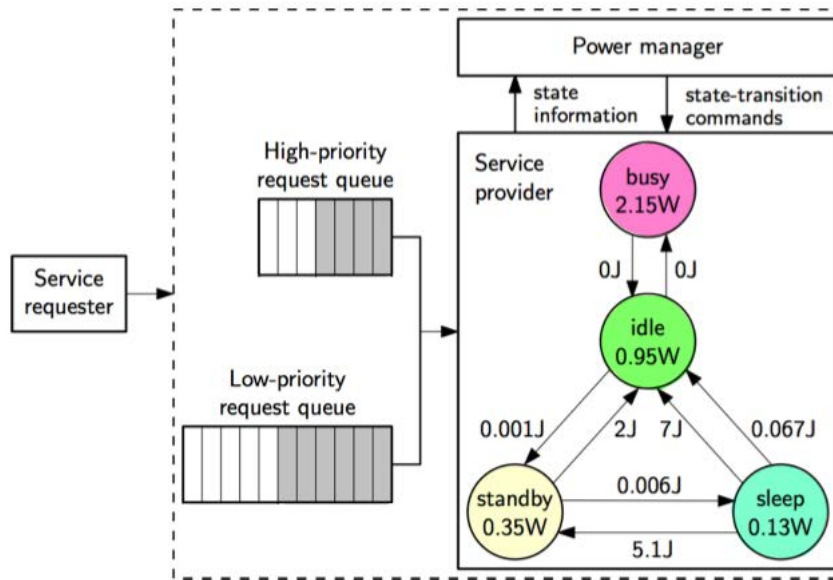 Power manager
state
information
state-transition
commands
High-priority
request queue
Service
provider
busy
2.15W
0J
0J
Service
requester
idle
0.95W
Low-priority
request queue
0.001J
2J
7J
0.067J
standby
0.35W
0.006J
sleep
0.13W
5.1J